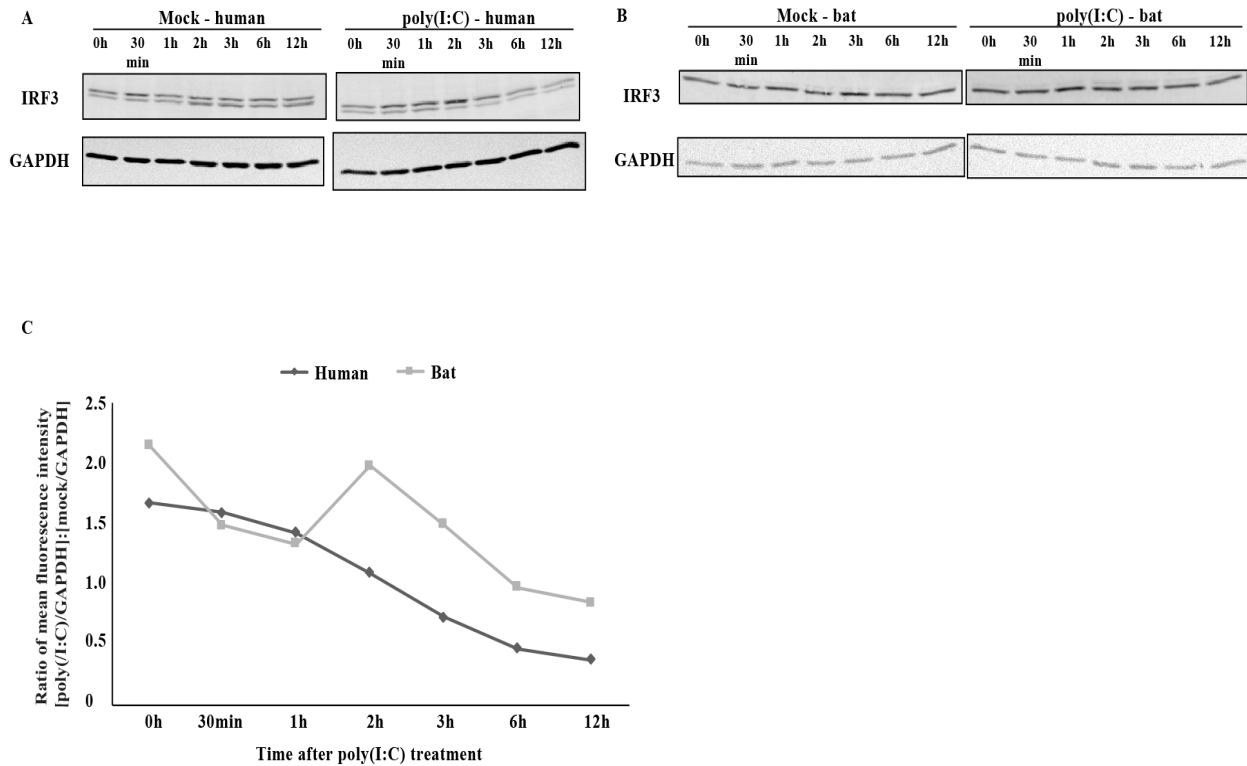 A
Mock - human
poly(I:C) - human
0h 30 1h 2h 3h 6h 12h
min
0h 30 1h 2h 3h 6h 12h
min
IRF3
GAPDH
B
Mock - bat
poly(I:C) - bat
0h 30 1h 2h 3h 6h 12h
min
0h 30 1h 2h 3h 6h 12h
min
IRF3
GAPDH
C
Human Bat
Ratio of mean fluorescence intensity
[poly(/I:C)/GAPDH]:[mock/GAPDH]
2.5
2.0
1.5
1.0
0.5
0
0h 30min 1h 2h 3h 6h 12h
Time after poly(I:C) treatment